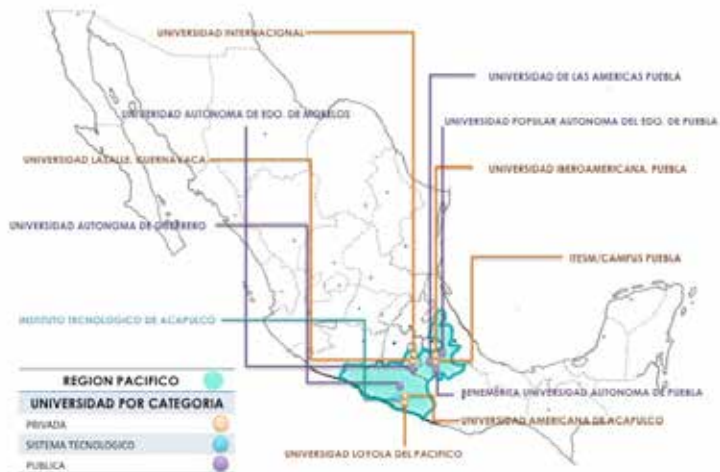 UNIVERSIDAD INTERNACIONAL
UNIVERSIDAD DE LAS AMERICAS PUEBLA
UNIVERIDAD AUTONOMA DE EDO. DE MORELOS
UNIVERSIDAD POPULAR AUTONOMA DEL EDO. DE PUEBLA
UNIVERSIDAD LASALLE, CUERNAVACA
UNIVERSIDAD IBEROAMERICANA, PUEBLA
UNIVERSIDAD AUTONOMA DE GUERRERO
ITESM/CAMPUS PUEBLA
INSTITUTO TECNOLOGICO DE ACAPULCO
REGION PACIFICO
BENEMÉRICA UNIVERSIDAD AUTONOMA DE PUEBLA
UNIVERSIDAD POR CATEGORIA
UNIVERSIDAD AMERICANA DE ACAPULCO
PRIVADA
SISTEMA TECNOLOGICO
UNIVERSIDAD LOYOLA DEL PACIFICO
PUBLICA